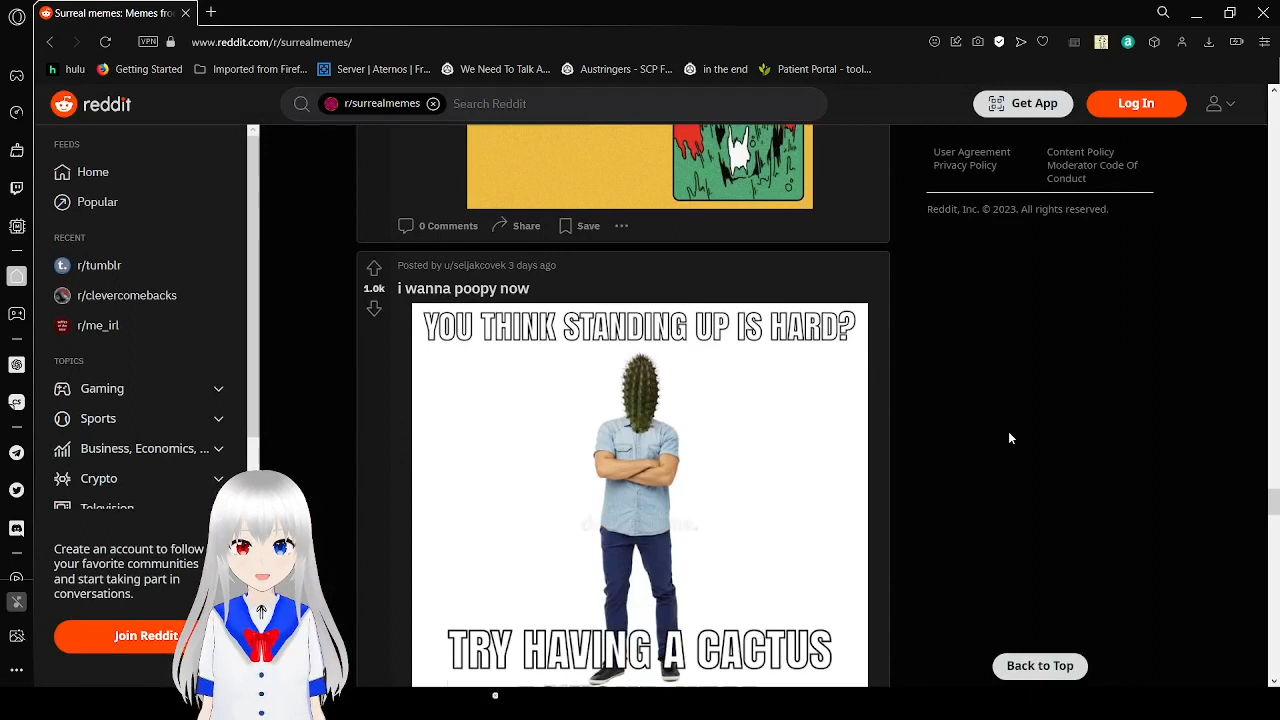 Surreal memes: Memes fro
www.reddit.com/r/surrealmemes/
VPN
hulu
Getting Started
Imported from Firef...
Server | Aternos | Fr...
We Need To Talk A...
Austringers - SCP F...
in the end
Patient Portal - tool...
reddit
r/surrealmemes
Search Reddit
Get App
Log In
FEEDS
Home
Popular
RECENT
r/tumblr
r/clevercomebacks
r/me_irl
TOPICS
Gaming
Sports
Business, Economics, ...
Crypto
Television
Create an account to follow
your favorite communities
and start taking part in
conversations.
Join Reddit
0 Comments
Share
Save
Posted by u/seljakcovek 3 days ago
1.0k
i wanna poopy now
YOU THINK STANDING UP IS HARD?
TRY HAVING A CACTUS
User Agreement
Privacy Policy
Content Policy
Moderator Code Of
Conduct
Reddit, Inc. © 2023. All rights reserved.
Back to Top